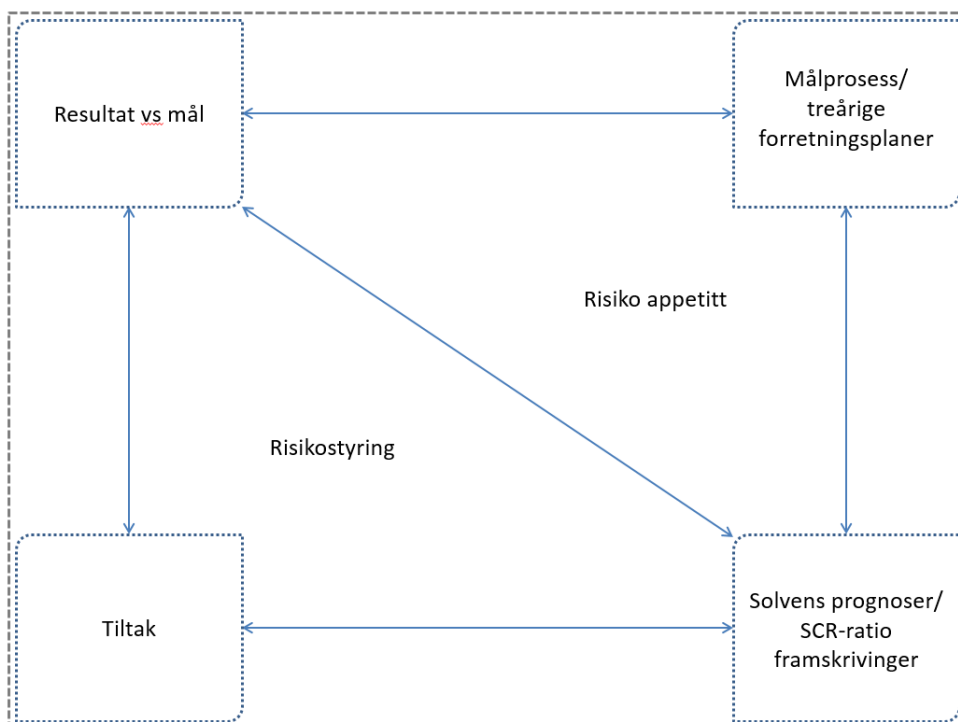 Resultat vs mål
Målprosess/
treårige
forretningsplaner
Risiko appetitt
Risikostyring
Tiltak
Solvens prognoser/
SCR-ratio
framskrivinger